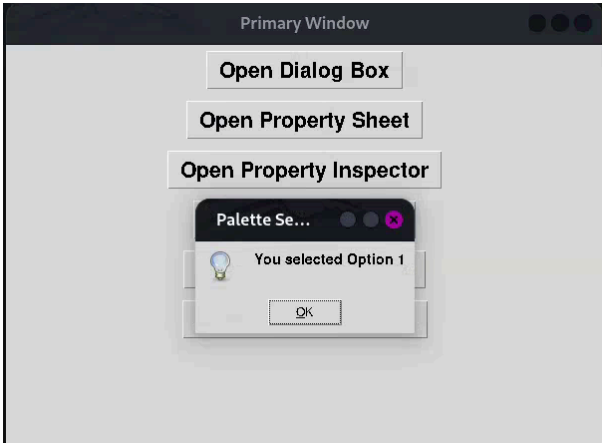 Primary Window
Open Dialog Box
Open Property Sheet
Open Property Inspector
Palette Se...
You selected Option 1
OK